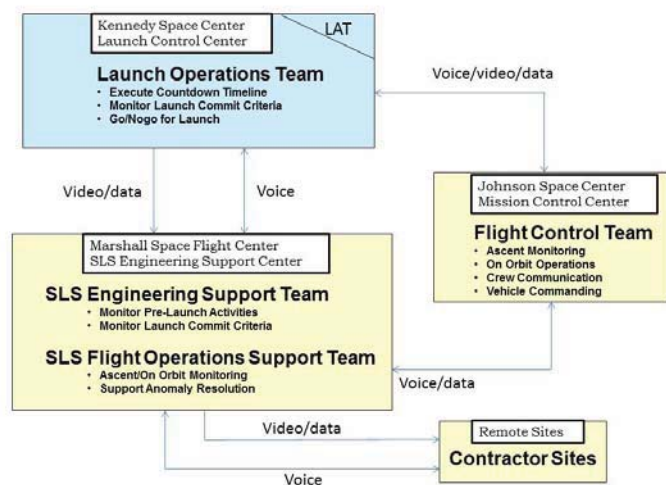 Kennedy Space Center
Launch Control Center
LAT
Launch Operations Team
• Execute Countdown Timeline
• Monitor Launch Commit Criteria
• Go/Nogo for Launch
Voice/video/data
Video/data
Voice
Johnson Space Center
Mission Control Center
Flight Control Team
• Ascent Monitoring
• On Orbit Operations
• Crew Communication
• Vehicle Commanding
Marshall Space Flight Center
SLS Engineering Support Center
SLS Engineering Support Team
• Monitor Pre-Launch Activities
• Monitor Launch Commit Criteria
SLS Flight Operations Support Team
• Ascent/On Orbit Monitoring
• Support Anomaly Resolution
Voice/data
Video/data
Voice
Remote Sites
Contractor Sites